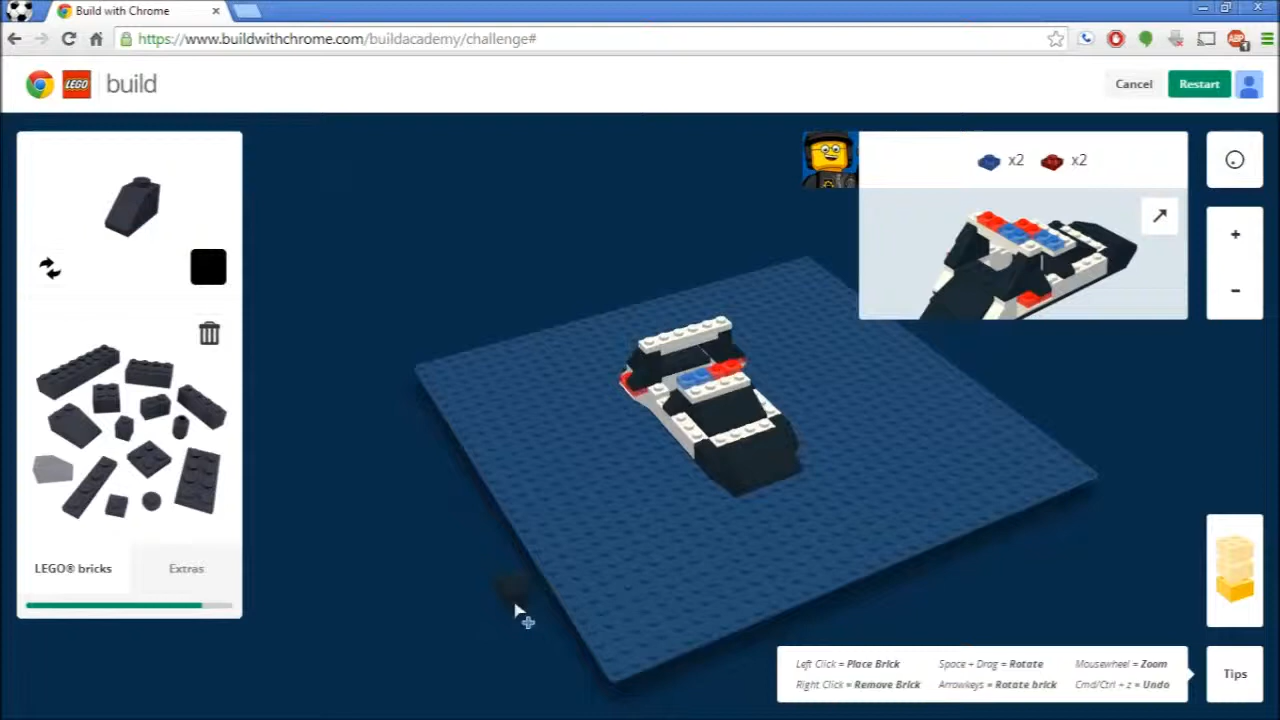 Build with Chrome
https://www.buildwithchrome.com/buildacademy/challenge#
ABP
1
LEGO build
Cancel
Restart
x2 x2
+
-
LEGO® bricks
Extras
Left Click = Place Brick Space + Drag = Rotate Mousewheel = Zoom
Right Click = Remove Brick Arrowkeys = Rotate brick Cmd/Ctrl + z = Undo
Tips